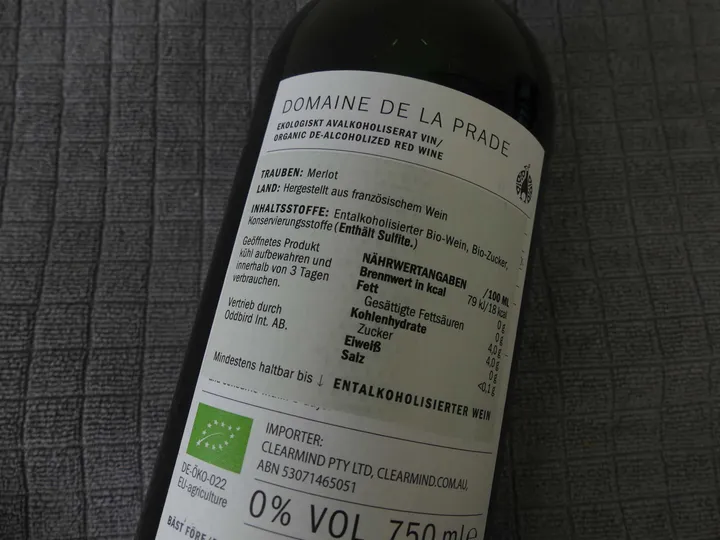 DOMAINE DE LA PRADE
EKOLOGISKT AVALKOHOLISERAT VIN/
ORGANIC DE-ALCOHOLIZED RED WINE
TRAUBEN: Merlot
LAND: Hergestellt aus französischem Wein
INHALTSSTOFFE: Entalkoholisierter Bio-Wein, Bio-Zucker,
Konservierungsstoffe (Enthält Sulfite.)
Geöffnetes Produkt
kühl aufbewahren und
innerhalb von 3 Tagen
verbrauchen.
Vertrieb durch
Oddbird Int. AB.
NÄHRWERTANGABEN /100 ML
Brennwert in kcal 79 kJ/18 kcal
Fett 0 g
Gesättigte Fettsäuren 0 g
Kohlenhydrate 4,0 g
Zucker 4,0 g
Eiweiß 0 g
Salz <0,1 g
Mindestens haltbar bis ↓ ENTALKOHOLISIERTER WEIN
IMPORTER:
CLEARMIND PTY LTD, CLEARMIND.COM.AU,
ABN 53071465051
DE-ÖKO-022
EU-agriculture
0% VOL 750 ml e
BÄST FÖRE